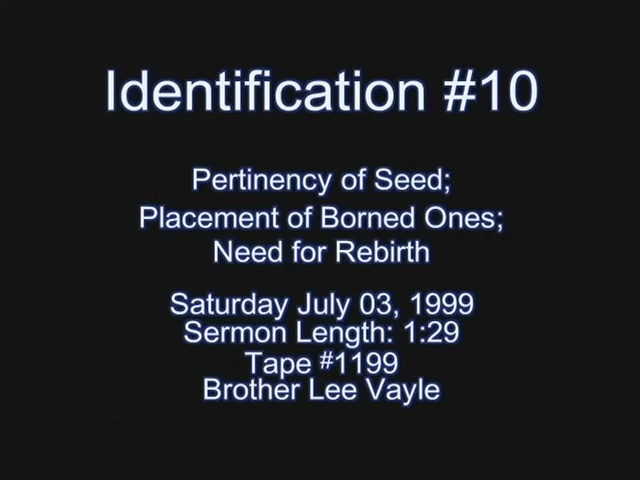 Identification #10
Pertinency of Seed;
Placement of Borned Ones;
Need for Rebirth
Saturday July 03, 1999
Sermon Length: 1:29
Tape #1199
Brother Lee Vayle